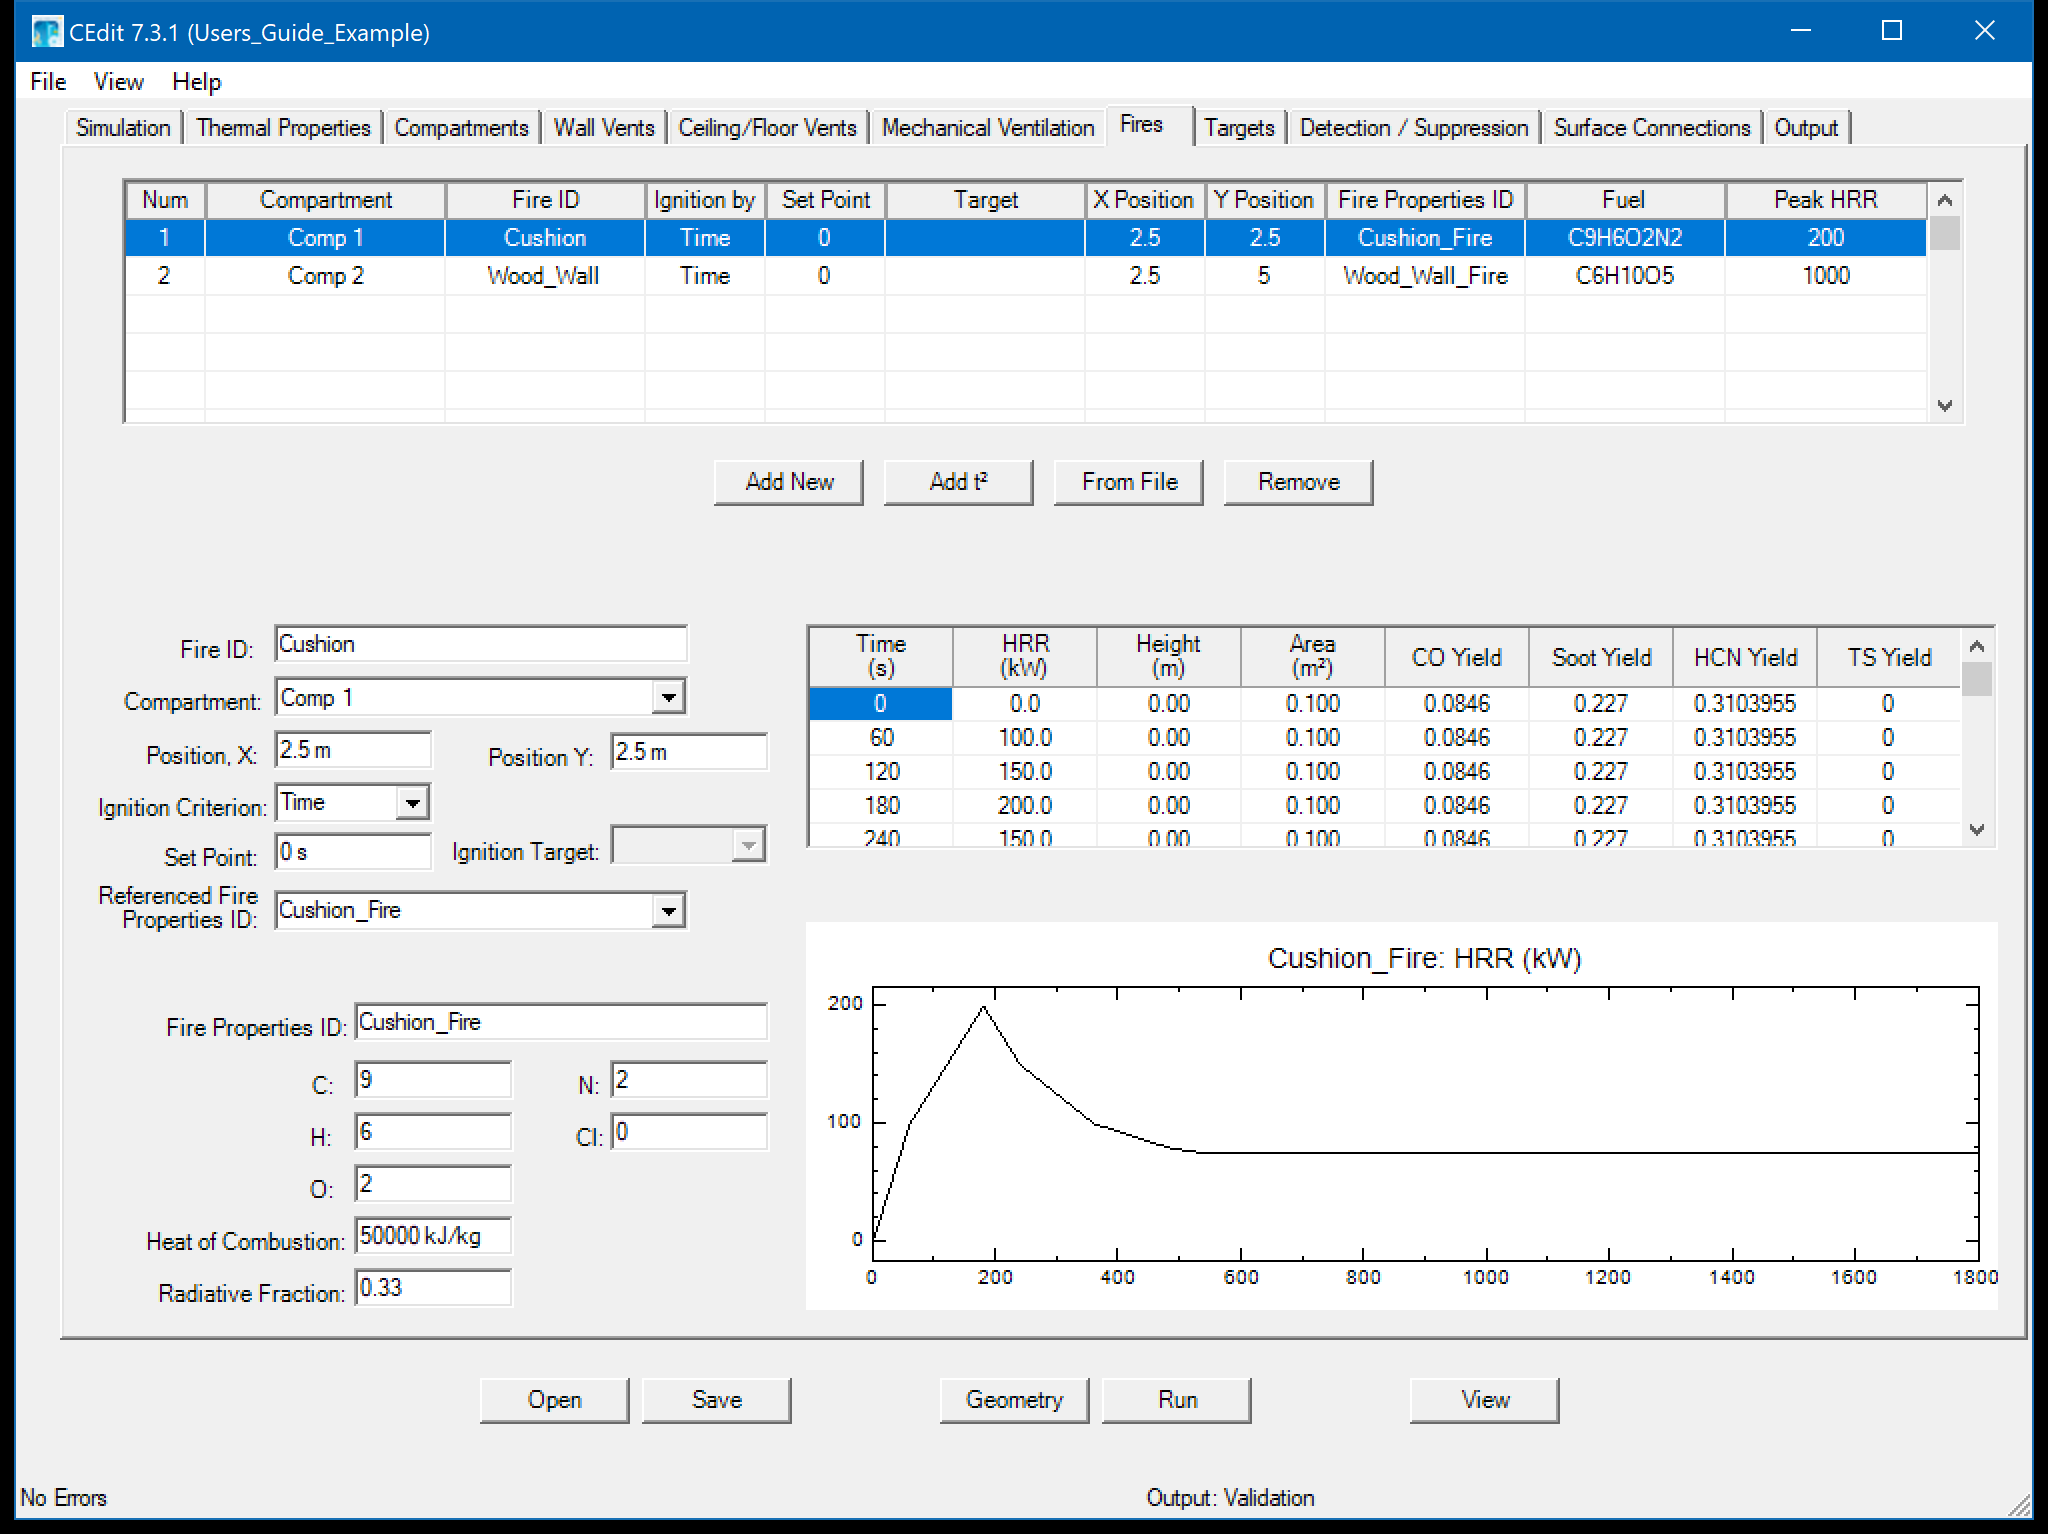 CEdit 7.3.1 (Users_Guide_Example)
File View Help
Simulation Thermal Properties Compartments Wall Vents Ceiling/Floor Vents Mechanical Ventilation Fires Targets Detection / Suppression Surface Connections Output
Num Compartment Fire ID Ignition by Set Point Target X Position Y Position Fire Properties ID Fuel Peak HRR
1 Comp 1 Cushion Time 0 2.5 2.5 Cushion_Fire C9H6O2N2 200
2 Comp 2 Wood_Wall Time 0 2.5 5 Wood_Wall_Fire C6H10O5 1000
Add New Add t² From File Remove
Fire ID: Cushion
Compartment: Comp 1
Position, X: 2.5 m Position Y: 2.5 m
Ignition Criterion: Time
Set Point: 0 s Ignition Target:
Referenced Fire
Properties ID: Cushion_Fire
Time HRR Height Area CO Yield Soot Yield HCN Yield TS Yield
(s) (kW) (m) (m²)
0 0.0 0.00 0.100 0.0846 0.227 0.3103955 0
60 100.0 0.00 0.100 0.0846 0.227 0.3103955 0
120 150.0 0.00 0.100 0.0846 0.227 0.3103955 0
180 200.0 0.00 0.100 0.0846 0.227 0.3103955 0
240 150.0 0.00 0.100 0.0846 0.227 0.3103955 0
Fire Properties ID: Cushion_Fire
C: 9 N: 2
H: 6 Cl: 0
O: 2
Heat of Combustion: 50000 kJ/kg
Radiative Fraction: 0.33
Cushion_Fire: HRR (kW)
200
100
0
0 200 400 600 800 1000 1200 1400 1600 1800
Open Save Geometry Run View
No Errors Output: Validation